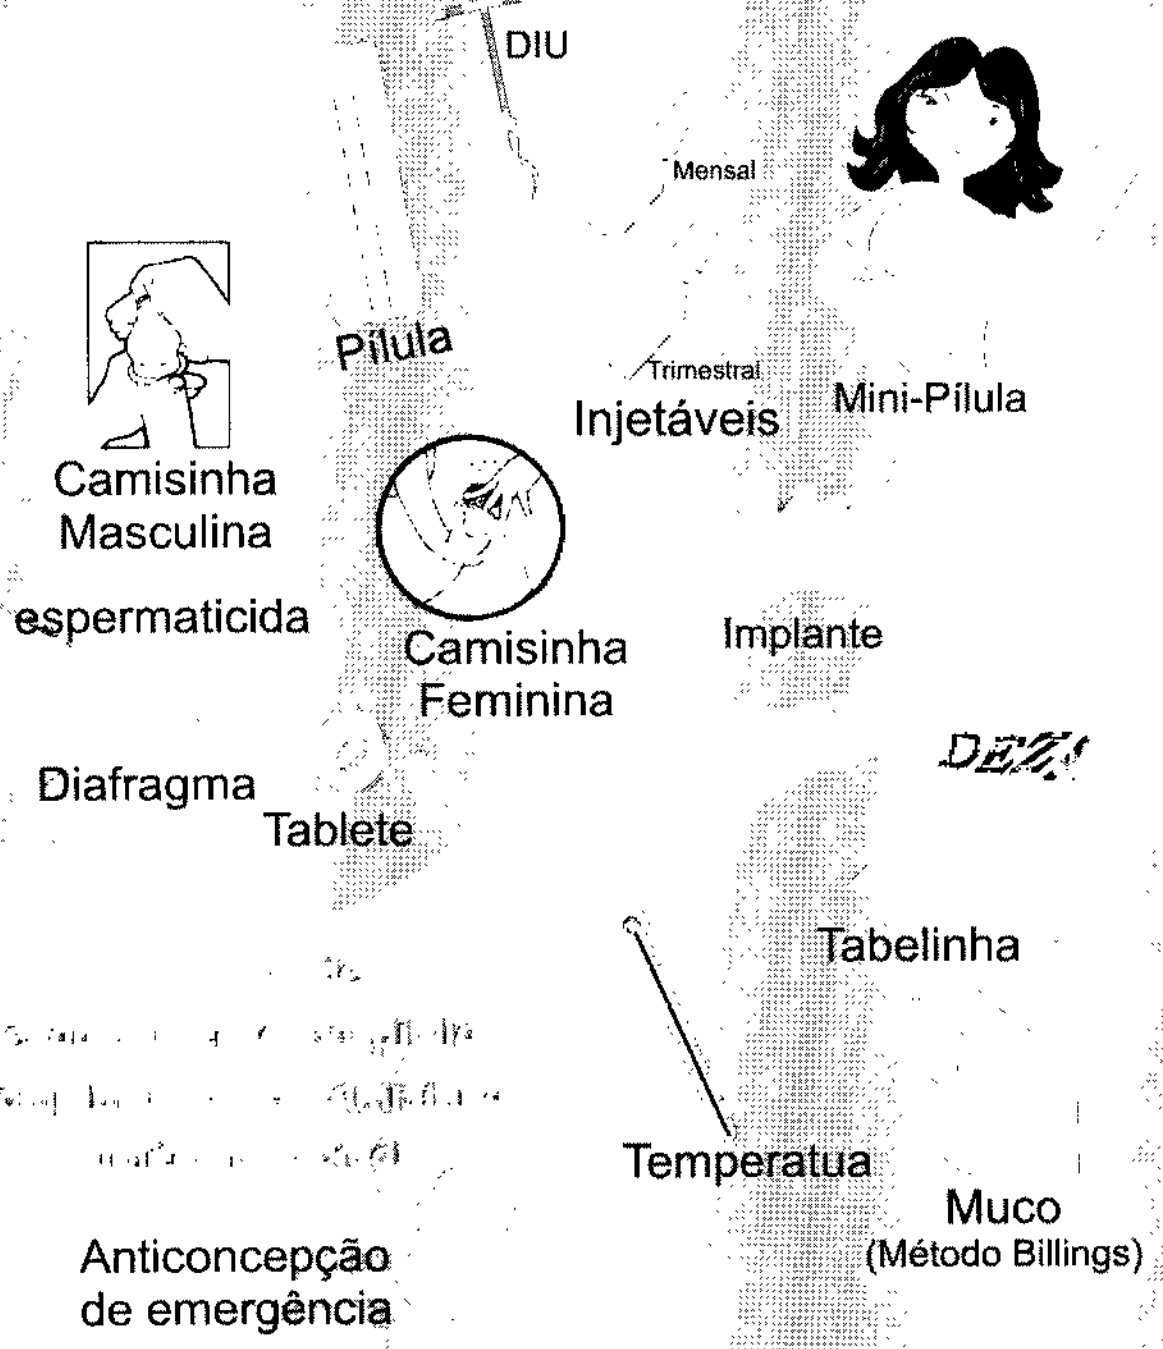 DIU
Mensal
Pílula
Trimestral
Injetáveis
Mini-Pílula
Camisinha
Masculina
espermaticida
Camisinha
Feminina
Implante
Diafragma
Tablete
Tabelinha
Temperatua
Muco
(Método Billings)
Anticoncepção
de emergência